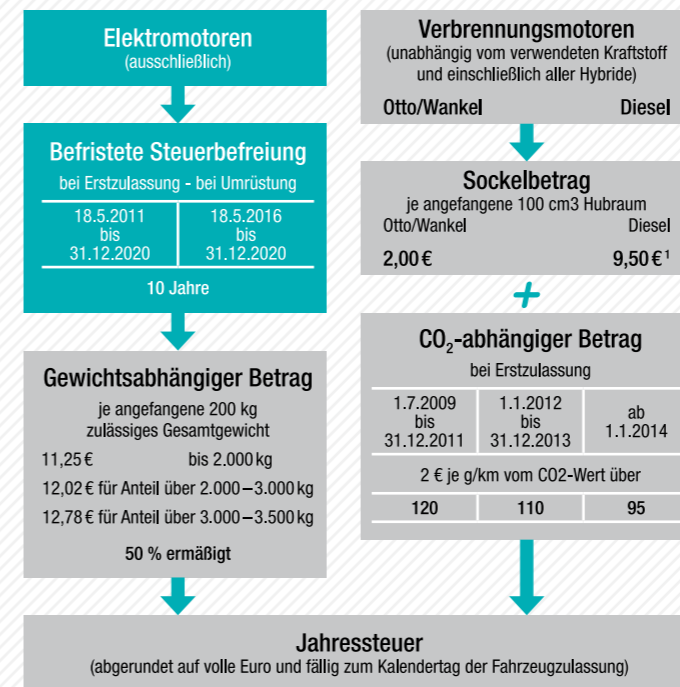 Elektromotoren
(ausschließlich)
Befristete Steuerbefreiung
bei Erstzulassung - bei Umrüstung
18.5.2011 18.5.2016
bis bis
31.12.2020 31.12.2020
10 Jahre
Gewichtsabhängiger Betrag
je angefangene 200 kg
zulässiges Gesamtgewicht
11,25 € bis 2.000 kg
12,02 € für Anteil über 2.000–3.000 kg
12,78 € für Anteil über 3.000–3.500 kg
50 % ermäßigt
Verbrennungsmotoren
(unabhängig vom verwendeten Kraftstoff
und einschließlich aller Hybride)
Otto/Wankel Diesel
Sockelbetrag
je angefangene 100 cm3 Hubraum
Otto/Wankel Diesel
2,00 € 9,50 €¹
+
CO₂-abhängiger Betrag
bei Erstzulassung
1.7.2009 1.1.2012 ab
bis bis 1.1.2014
31.12.2011 31.12.2013
2 € je g/km vom CO2-Wert über
120 110 95
Jahressteuer
(abgerundet auf volle Euro und fällig zum Kalendertag der Fahrzeugzulassung)